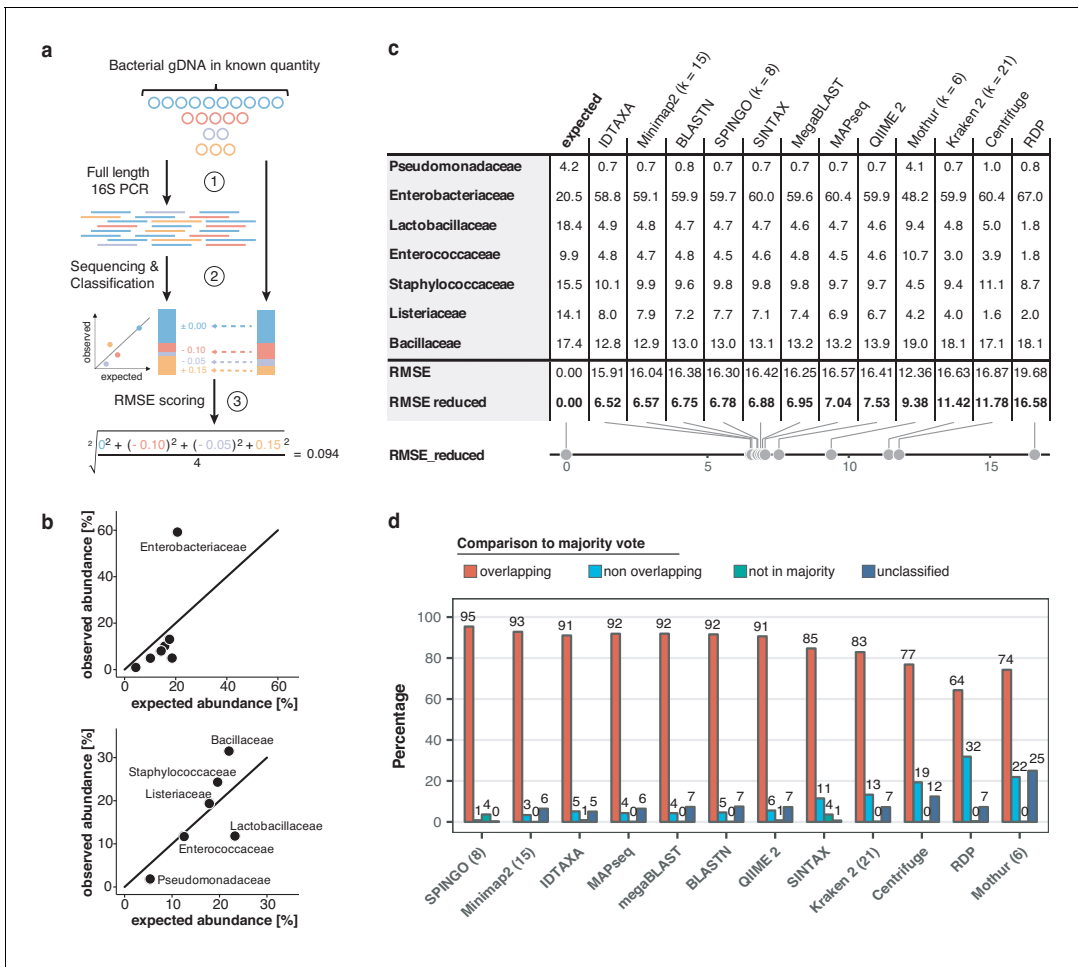 a
Bacterial gDNA in known quantity
Full length
16S PCR
1
Sequencing &
Classification
2
observed
expected
± 0.00
- 0.10
- 0.05
+ 0.15
RMSE scoring
3
2 0² + (- 0.10)² + (- 0.05)² + 0.15² = 0.094
4
b
observed abundance [%]
60
40
20
0
Enterobacteriaceae
0 20 40 60
expected abundance [%]
observed abundance [%]
30
20
10
0
Bacillaceae
Staphylococcaceae
Listeriaceae
Lactobacillaceae
Enterococcaceae
Pseudomonadaceae
0 10 20 30
expected abundance [%]
c
expected IDTAXA Minimap2 (k = 15) BLASTN SPINGO (k = 8) SINTAX MegaBLAST MAPseq QIIME 2 Mothur (k = 6) Kraken 2 (k = 21) Centrifuge RDP
Pseudomonadaceae 4.2 0.7 0.7 0.8 0.7 0.7 0.7 0.7 0.7 4.1 0.7 1.0 0.8
Enterobacteriaceae 20.5 58.8 59.1 59.9 59.7 60.0 59.6 60.4 59.9 48.2 59.9 60.4 67.0
Lactobacillaceae 18.4 4.9 4.8 4.7 4.7 4.7 4.6 4.7 4.6 9.4 4.8 5.0 1.8
Enterococcaceae 9.9 4.8 4.7 4.8 4.5 4.6 4.8 4.5 4.6 10.7 3.0 3.9 1.8
Staphylococcaceae 15.5 10.1 9.9 9.6 9.8 9.8 9.8 9.7 9.7 4.5 9.4 11.1 8.7
Listeriaceae 14.1 8.0 7.9 7.2 7.7 7.1 7.4 6.9 6.7 4.2 4.0 1.6 2.0
Bacillaceae 17.4 12.8 12.9 13.0 13.0 13.1 13.2 13.2 13.9 19.0 18.1 17.1 18.1
RMSE 0.00 15.91 16.04 16.38 16.30 16.42 16.25 16.57 16.41 12.36 16.63 16.87 19.68
RMSE reduced 0.00 6.52 6.57 6.75 6.78 6.88 6.95 7.04 7.53 9.38 11.42 11.78 16.58
RMSE_reduced
0 5 10 15
d
Comparison to majority vote
overlapping non overlapping not in majority unclassified
Percentage
100
80
60
40
20
0
95 1 4 0
93 3 0 6
91 5 1 5
92 4 0 6
92 4 0 7
92 5 0 7
91 6 1 7
85 11 4 1
83 13 0 7
77 19 0 12
64 32 0 7
74 22 0 25
SPINGO (8) Minimap2 (15) IDTAXA MAPseq megaBLAST BLASTN QIIME 2 SINTAX Kraken 2 (21) Centrifuge RDP Mothur (6)